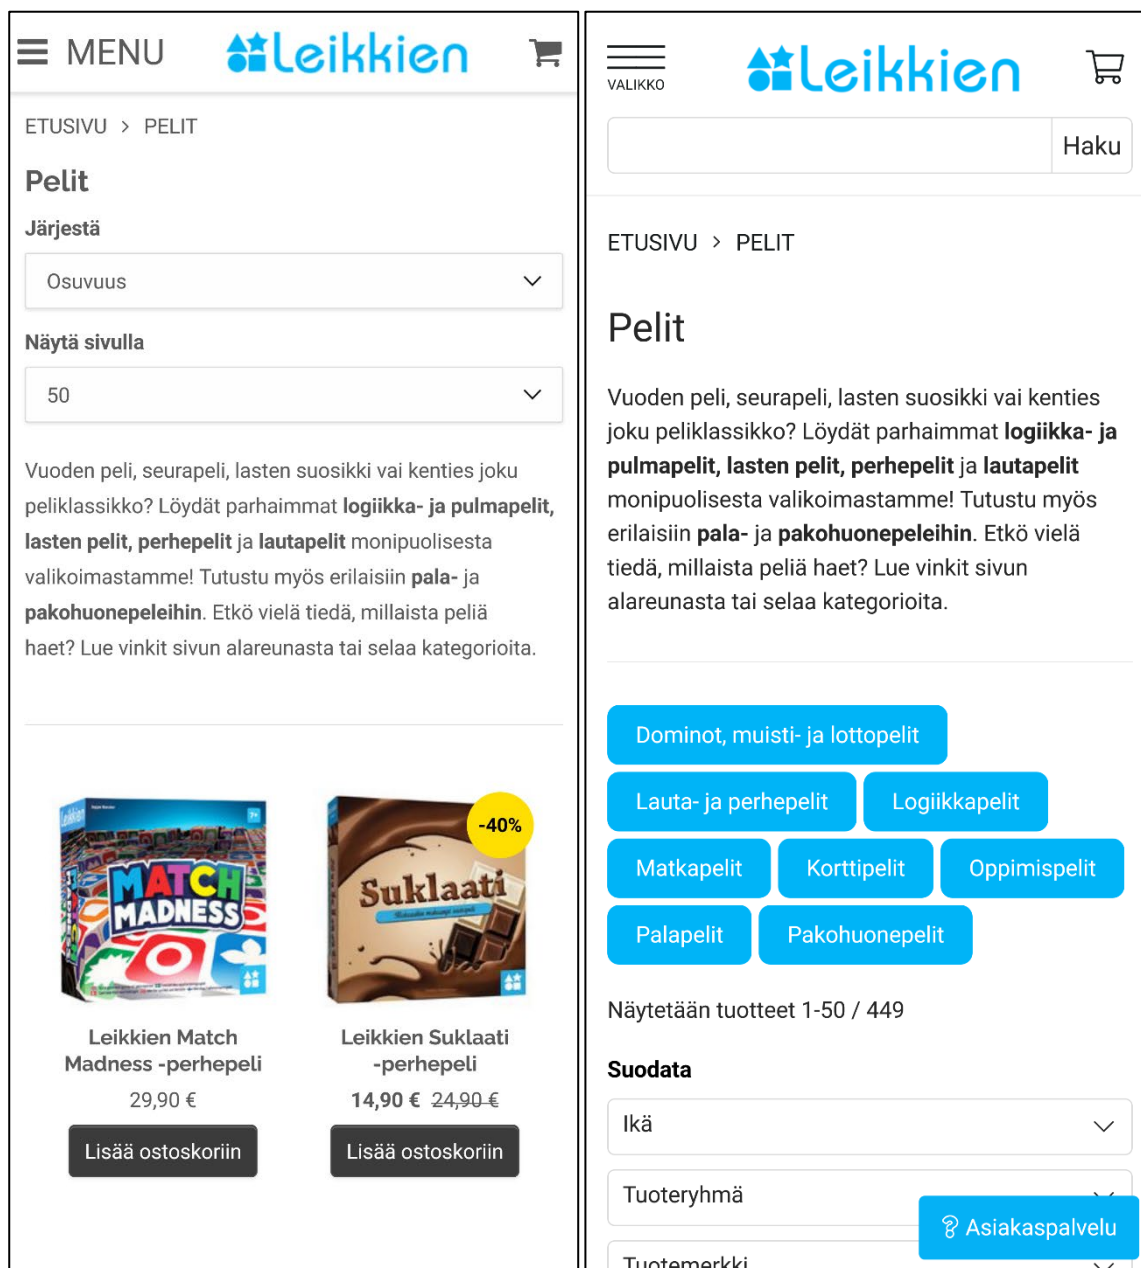 MENU
Leikkien
ETUSIVU > PELIT
Pelit
Järjestä
Osuvuus
Näytä sivulla
50
Vuoden peli, seurapeli, lasten suosikki vai kenties joku
peliklassikko? Löydät parhaimmat logiikka- ja pulmapelit,
lasten pelit, perhepelit ja lautapelit monipuolisesta
valikoimastamme! Tutustu myös erilaisiin pala- ja
pakohuonepeleihin. Etkö vielä tiedä, millaista peliä
haet? Lue vinkit sivun alareunasta tai selaa kategorioita.
Leikkien
7+
MATCH
MADNESS
Leikkien Match
Madness -perhepeli
29,90 €
Lisää ostoskoriin
-40%
Suklaati
Leikkien Suklaati
-perhepeli
14,90 € 24,90 €
Lisää ostoskoriin
VALIKKO
Leikkien
Haku
ETUSIVU > PELIT
Pelit
Vuoden peli, seurapeli, lasten suosikki vai kenties
joku peliklassikko? Löydät parhaimmat logiikka- ja
pulmapelit, lasten pelit, perhepelit ja lautapelit
monipuolisesta valikoimastamme! Tutustu myös
erilaisiin pala- ja pakohuonepeleihin. Etkö vielä
tiedä, millaista peliä haet? Lue vinkit sivun
alareunasta tai selaa kategorioita.
Dominot, muisti- ja lottopelit
Lauta- ja perhepelit
Logiikkapelit
Matkapelit
Korttipelit
Oppimispelit
Palapelit
Pakohuonepelit
Näytetään tuotteet 1-50 / 449
Suodata
Ikä
Tuoteryhmä
Asiakaspalvelu
Tuotemerkki